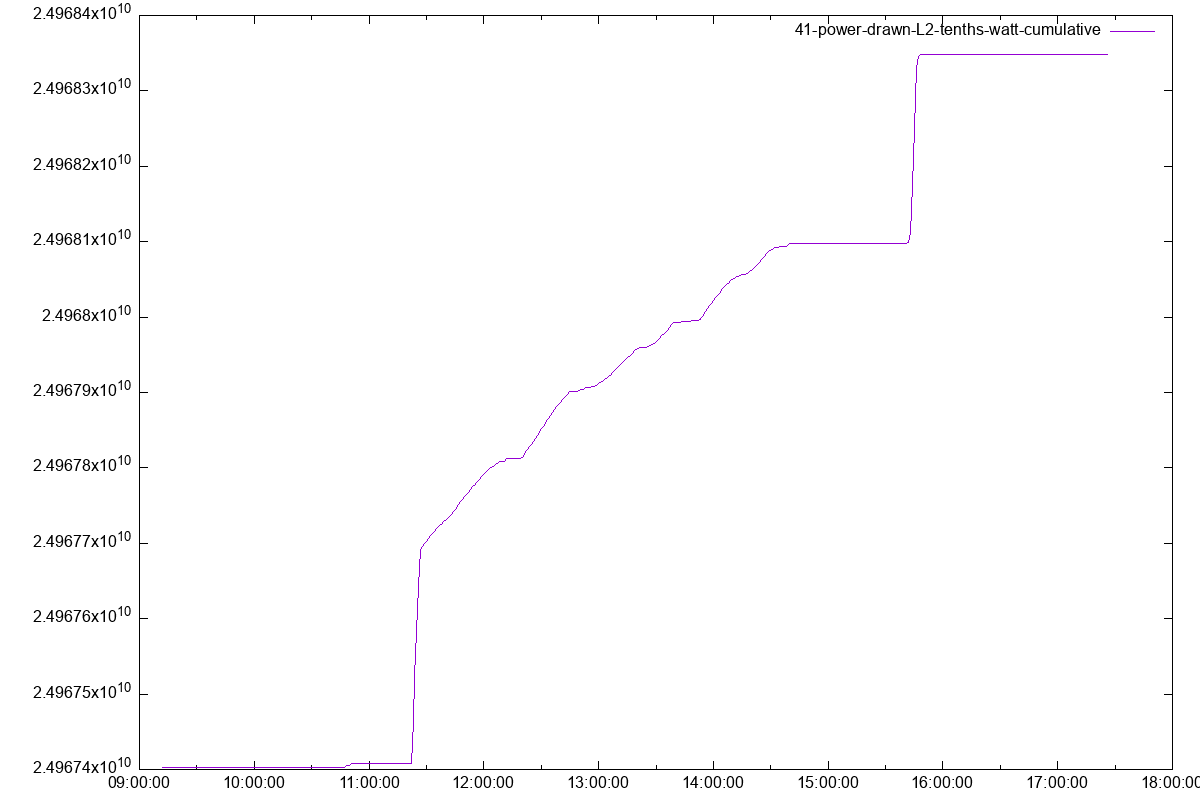 2.49684x10^10
41-power-drawn-L2-tenths-watt-cumulative
2.49683x10^10
2.49682x10^10
2.49681x10^10
2.4968x10^10
2.49679x10^10
2.49678x10^10
2.49677x10^10
2.49676x10^10
2.49675x10^10
2.49674x10^10
09:00:00 10:00:00 11:00:00 12:00:00 13:00:00 14:00:00 15:00:00 16:00:00 17:00:00 18:00:00